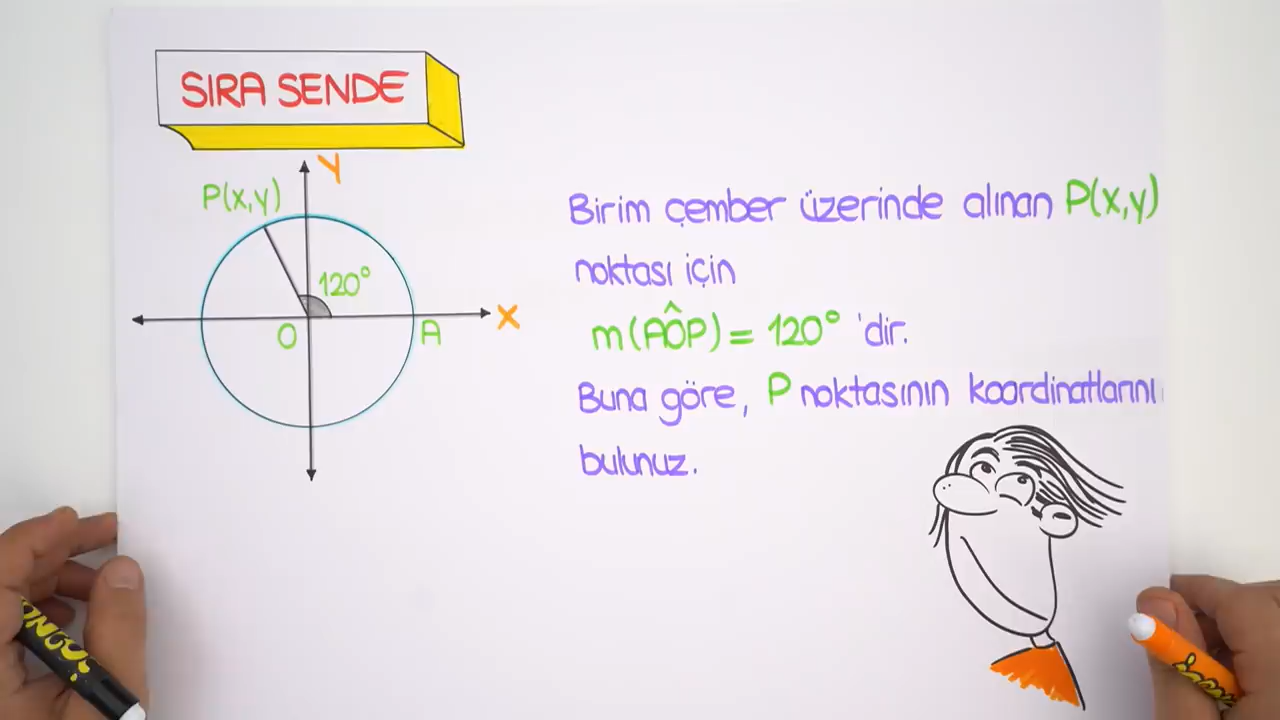 SIRA SENDE
Y
P(x,y)
120°
X
O
A
Birim çember üzerinde alınan P(x,y)
noktası için
m(AÔP) = 120° 'dir.
Buna göre, P noktasının koordinatlarını
bulunuz.